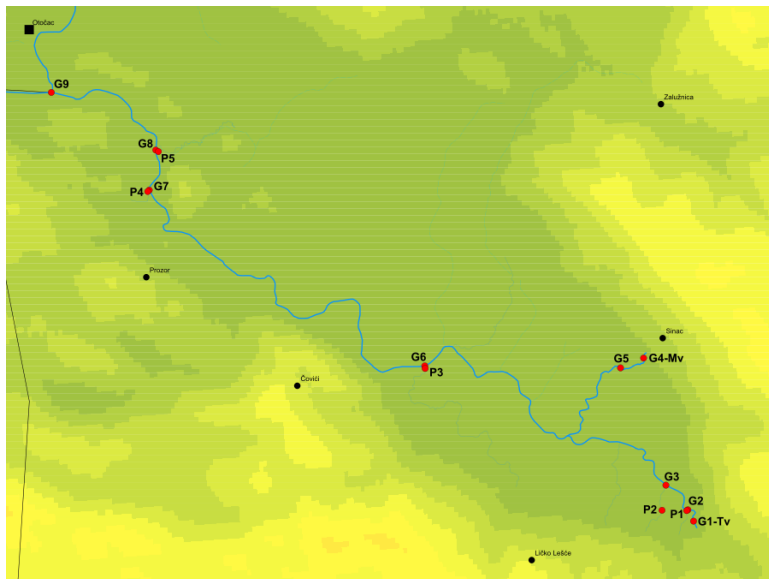 Otočac
G9
Zalužnica
G8
P5
P4
G7
Prozor
Sinac
G6
P3
G5
G4-Mv
Čovići
G3
P2
P1
G2
G1-Tv
Ličko Lešće